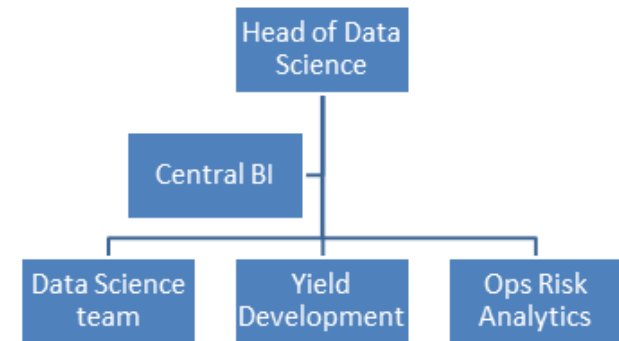 Head of Data
Science
Central BI
Data Science
team
Yield
Development
Ops Risk
Analytics